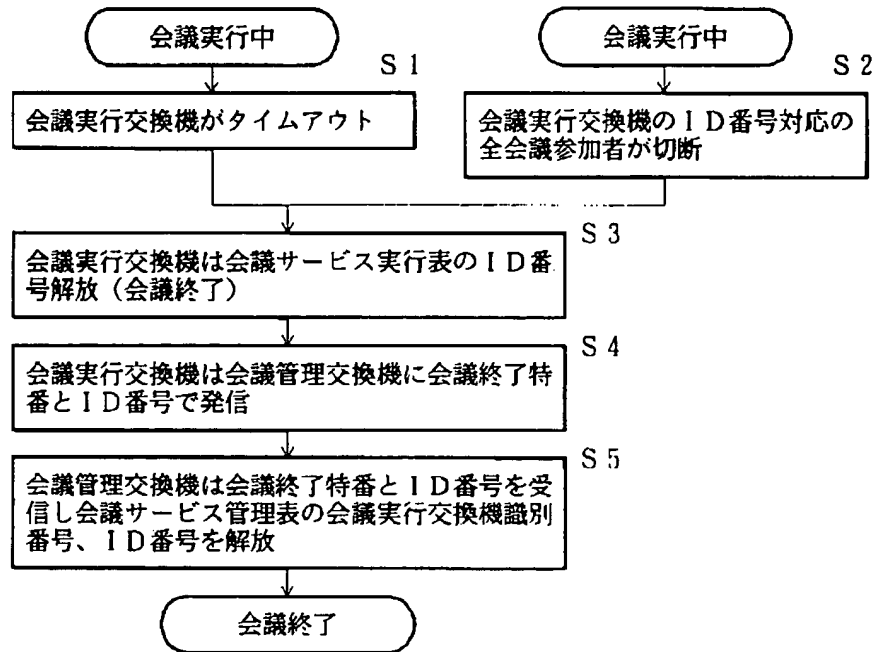 会議実行中
会議実行中
S 1
S 2
会議実行交換機がタイムアウト
会議実行交換機のＩＤ番号対応の
全会議参加者が切断
S 3
会議実行交換機は会議サービス実行表のＩＤ番
号解放（会議終了）
S 4
会議実行交換機は会議管理交換機に会議終了特
番とＩＤ番号で発信
S 5
会議管理交換機は会議終了特番とＩＤ番号を受
信し会議サービス管理表の会議実行交換機識別
番号、ＩＤ番号を解放
会議終了